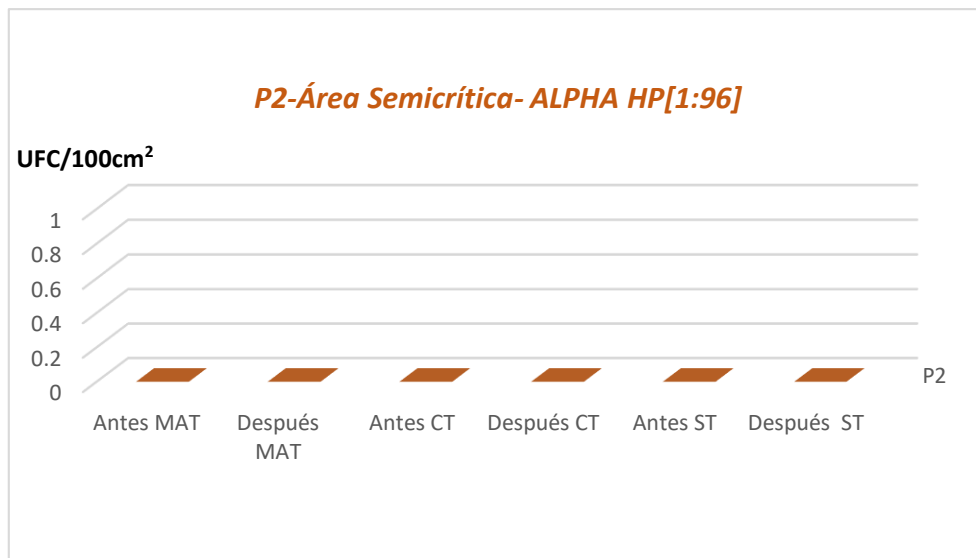 P2-Área Semicrítica- ALPHA HP[1:96]
UFC/100cm²
1
0.8
0.6
0.4
0.2
0
P2
Antes MAT
Después
MAT
Antes CT
Después CT
Antes ST
Después  ST